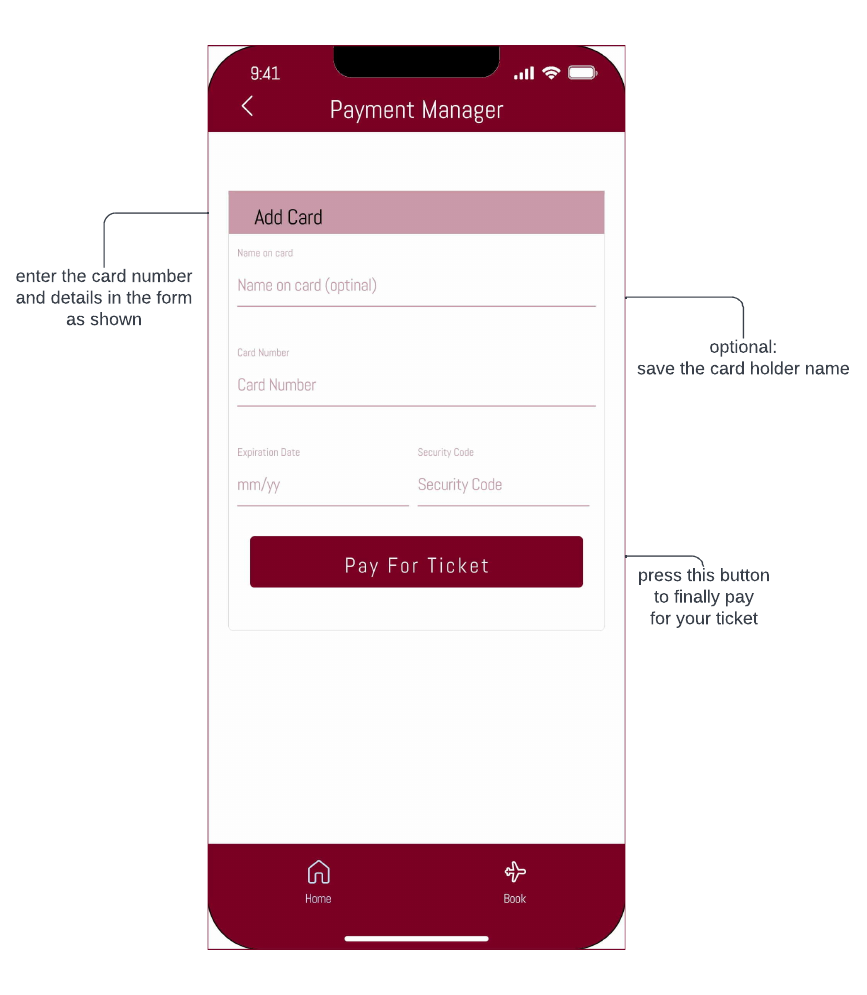 9:41
Payment Manager
Add Card
Name on card
Name on card (optinal)
Card Number
Card Number
Expiration Date
Security Code
mm/yy
Security Code
Pay For Ticket
Home
Book
enter the card number
and details in the form
as shown
optional:
save the card holder name
press this button
to finally pay
for your ticket